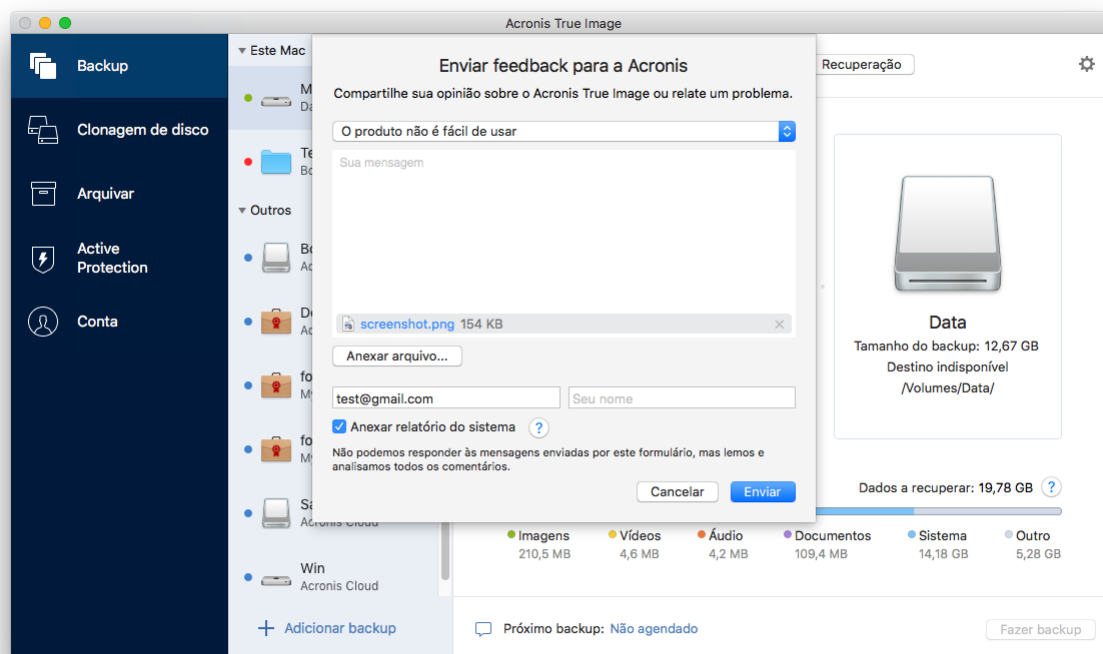 Acronis True Image
Backup
Clonagem de disco
Arquivar
Active
Protection
Conta
Este Mac
Outros
Acronis Cloud
Win
Acronis Cloud
Adicionar backup
Enviar feedback para a Acronis
Compartilhe sua opinião sobre o Acronis True Image ou relate um problema.
O produto não é fácil de usar
Sua mensagem
screenshot.png 154 KB
Anexar arquivo...
test@gmail.com
Seu nome
Anexar relatório do sistema ?
Não podemos responder às mensagens enviadas por este formulário, mas lemos e
analisamos todos os comentários.
Cancelar
Enviar
Recuperação
Data
Tamanho do backup: 12,67 GB
Destino indisponível
/Volumes/Data/
Dados a recuperar: 19,78 GB ?
Imagens
210,5 MB
Vídeos
4,6 MB
Áudio
4,2 MB
Documentos
109,4 MB
Sistema
14,18 GB
Outro
5,28 GB
Próximo backup: Não agendado
Fazer backup